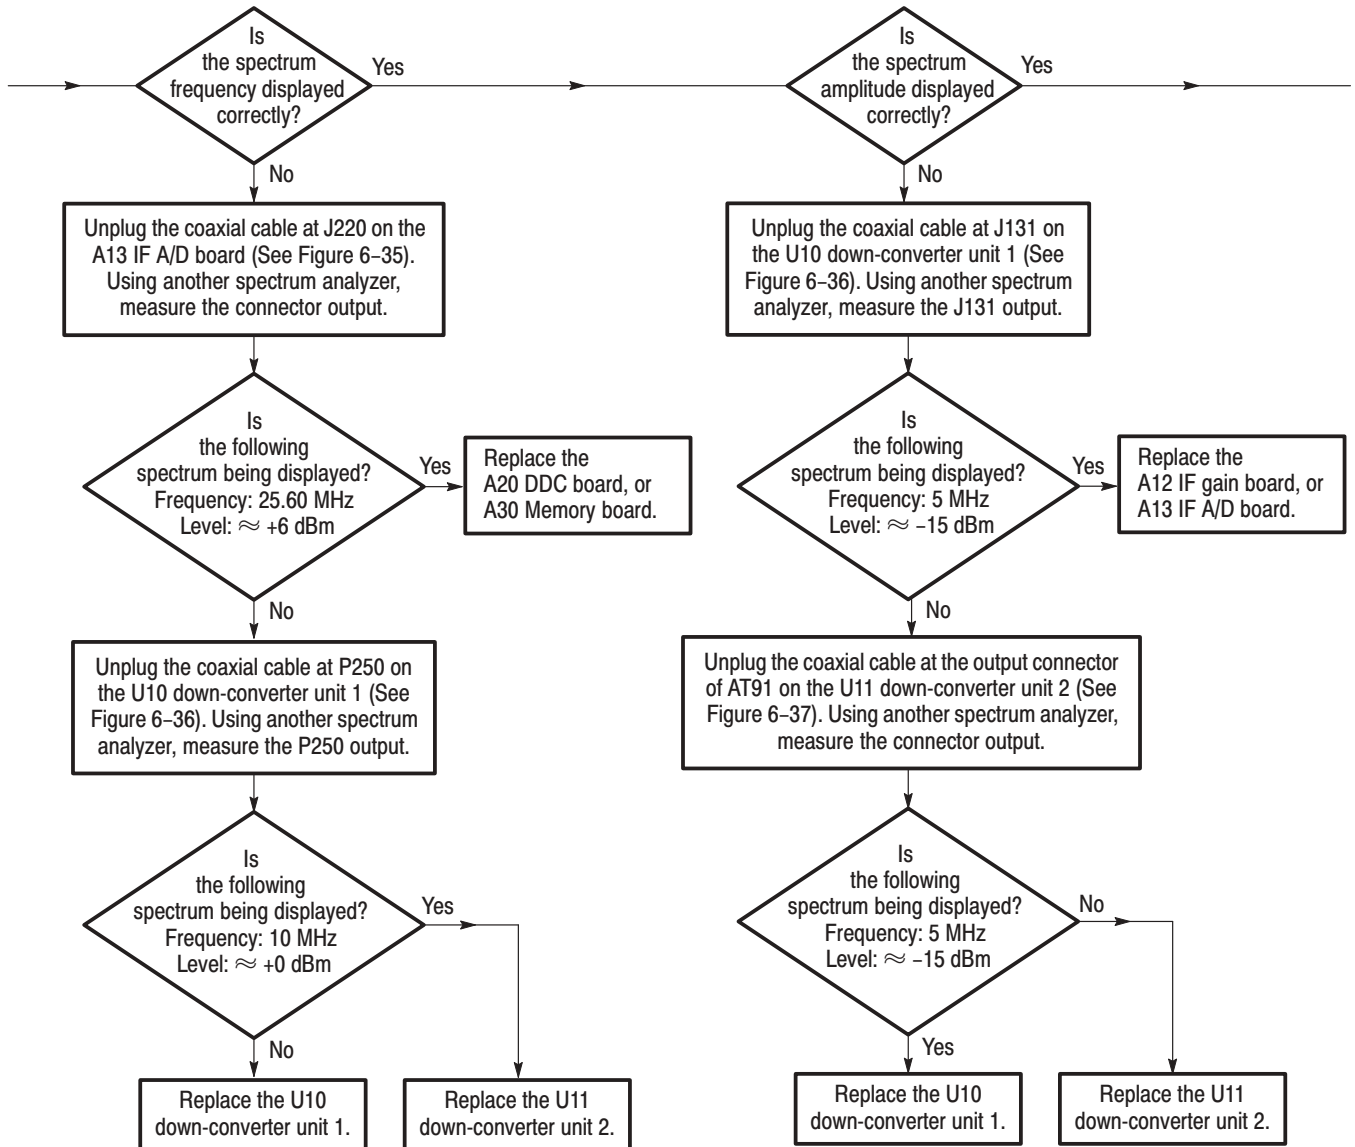 Is
the spectrum
frequency displayed
correctly?
Yes
No
Unplug the coaxial cable at J220 on the
A13 IF A/D board (See Figure 6–35).
Using another spectrum analyzer,
measure the connector output.
Is
the following
spectrum being displayed?
Frequency: 25.60 MHz
Level: ≈ +6 dBm
Yes
Replace the
A20 DDC board, or
A30 Memory board.
No
Unplug the coaxial cable at P250 on
the U10 down-converter unit 1 (See
Figure 6–36). Using another spectrum
analyzer, measure the P250 output.
Is
the following
spectrum being displayed?
Frequency: 10 MHz
Level: ≈ +0 dBm
Yes
No
Replace the U10
down-converter unit 1.
Replace the U11
down-converter unit 2.
Is
the spectrum
amplitude displayed
correctly?
Yes
No
Unplug the coaxial cable at J131 on
the U10 down-converter unit 1 (See
Figure 6–36). Using another spectrum
analyzer, measure the J131 output.
Is
the following
spectrum being displayed?
Frequency: 5 MHz
Level: ≈ –15 dBm
Yes
Replace the
A12 IF gain board, or
A13 IF A/D board.
No
Unplug the coaxial cable at the output connector
of AT91 on the U11 down-converter unit 2 (See
Figure 6–37). Using another spectrum analyzer,
measure the connector output.
Is
the following
spectrum being displayed?
Frequency: 5 MHz
Level: ≈ –15 dBm
No
Yes
Replace the U10
down-converter unit 1.
Replace the U11
down-converter unit 2.